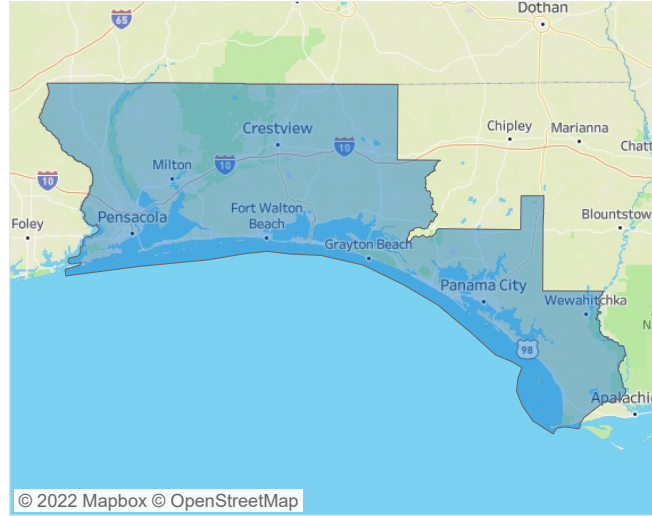 65
Dothan
Crestview
Chipley
Marianna
10
Milton
10
Chatt
10
Foley
Pensacola
Fort Walton
Beach
Blountstow
Grayton Beach
Panama City
Wewahitchka
N
98
Apalachic
© 2022 Mapbox © OpenStreetMap